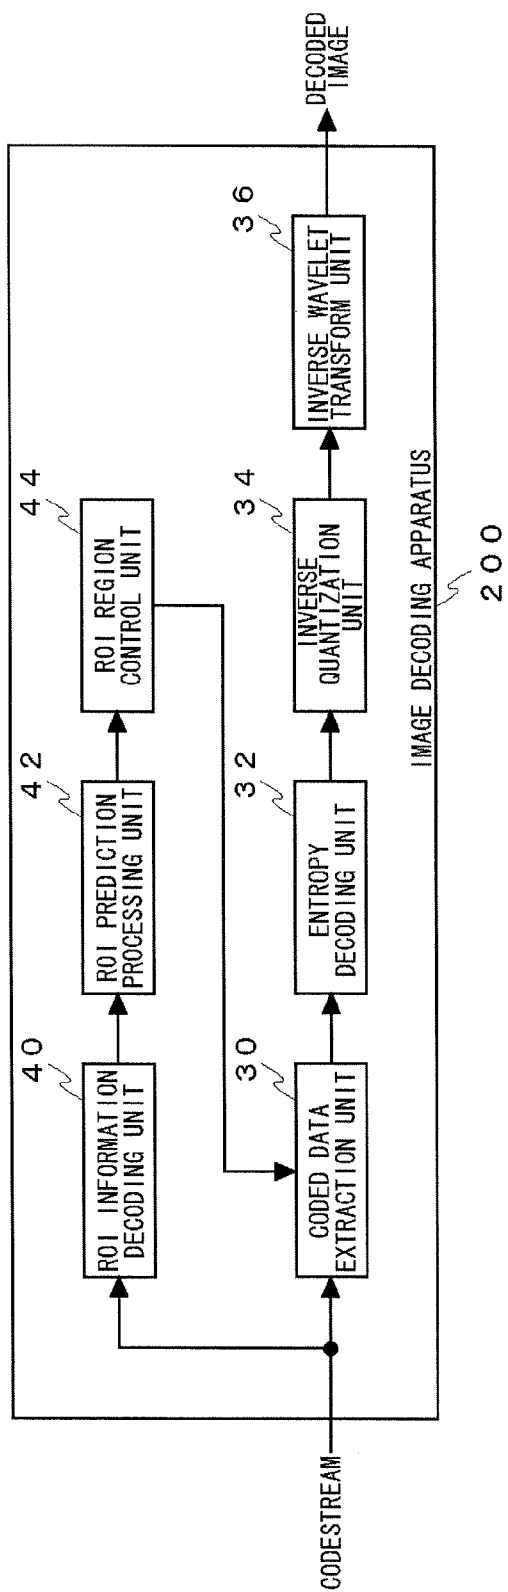 CODESTREAM
40
ROI INFORMATION
DECODING UNIT
42
ROI PREDICTION
PROCESSING UNIT
44
ROI REGION
CONTROL UNIT
30
CODED DATA
EXTRACTION UNIT
32
ENTROPY
DECODING UNIT
34
INVERSE
QUANTIZATION
UNIT
36
INVERSE WAVELET
TRANSFORM UNIT
DECODED
IMAGE
IMAGE DECODING APPARATUS
200